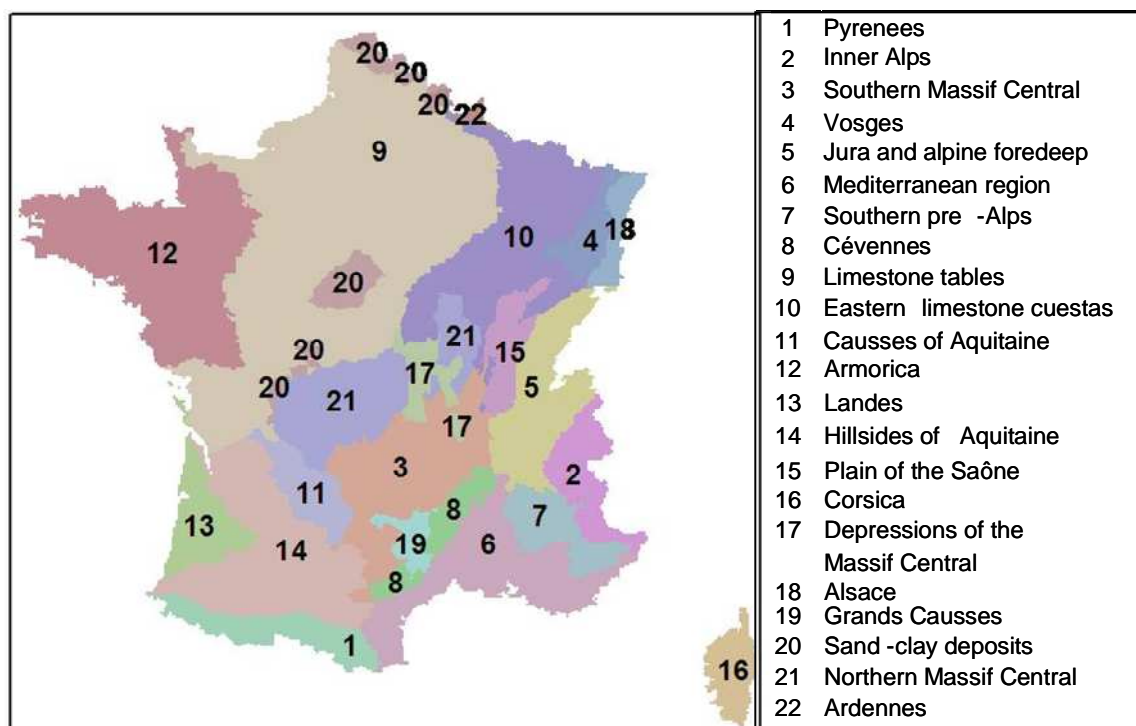 20
20
20
22
9
12
10
4
18
20
21
15
20
17
5
20
21
17
3
2
11
8
7
13
19
6
14
8
1
16
1 Pyrenees
2 Inner Alps
3 Southern Massif Central
4 Vosges
5 Jura and alpine foredeep
6 Mediterranean region
7 Southern pre -Alps
8 Cévennes
9 Limestone tables
10 Eastern limestone cuestas
11 Causses of Aquitaine
12 Armorica
13 Landes
14 Hillsides of Aquitaine
15 Plain of the Saône
16 Corsica
17 Depressions of the
Massif Central
18 Alsace
19 Grands Causses
20 Sand -clay deposits
21 Northern Massif Central
22 Ardennes